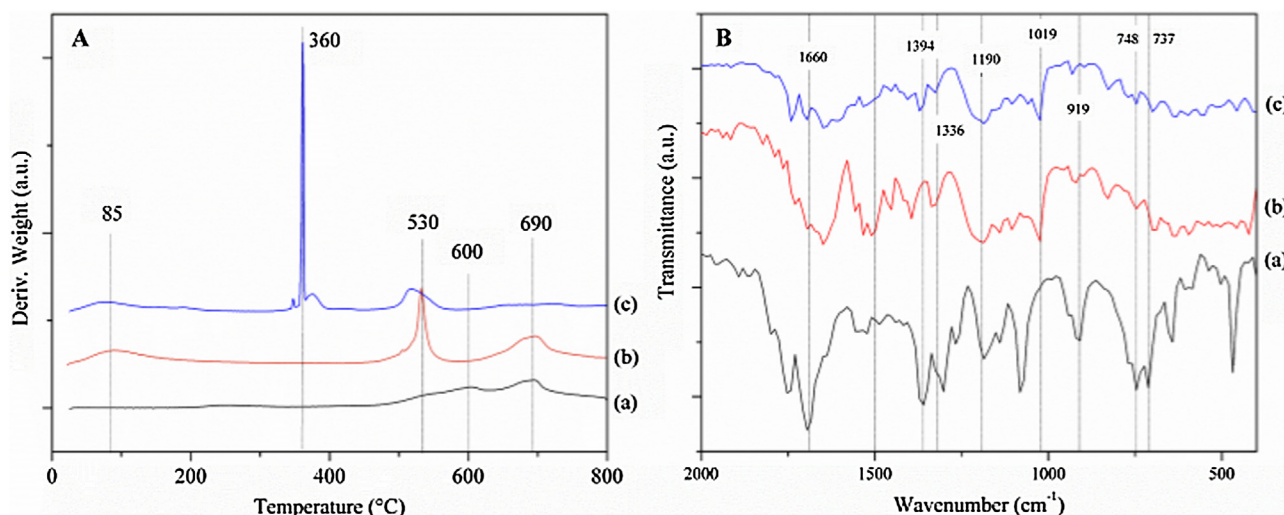 A
360
85
530
600
690
(c)
(b)
(a)
Deriv. Weight (a.u.)
0
200
400
600
800
Temperature (°C)
B
1660
1394
1190
1019
748
737
1336
919
(c)
(b)
(a)
Transmittance (a.u.)
2000
1500
1000
500
Wavenumber (cm⁻¹)